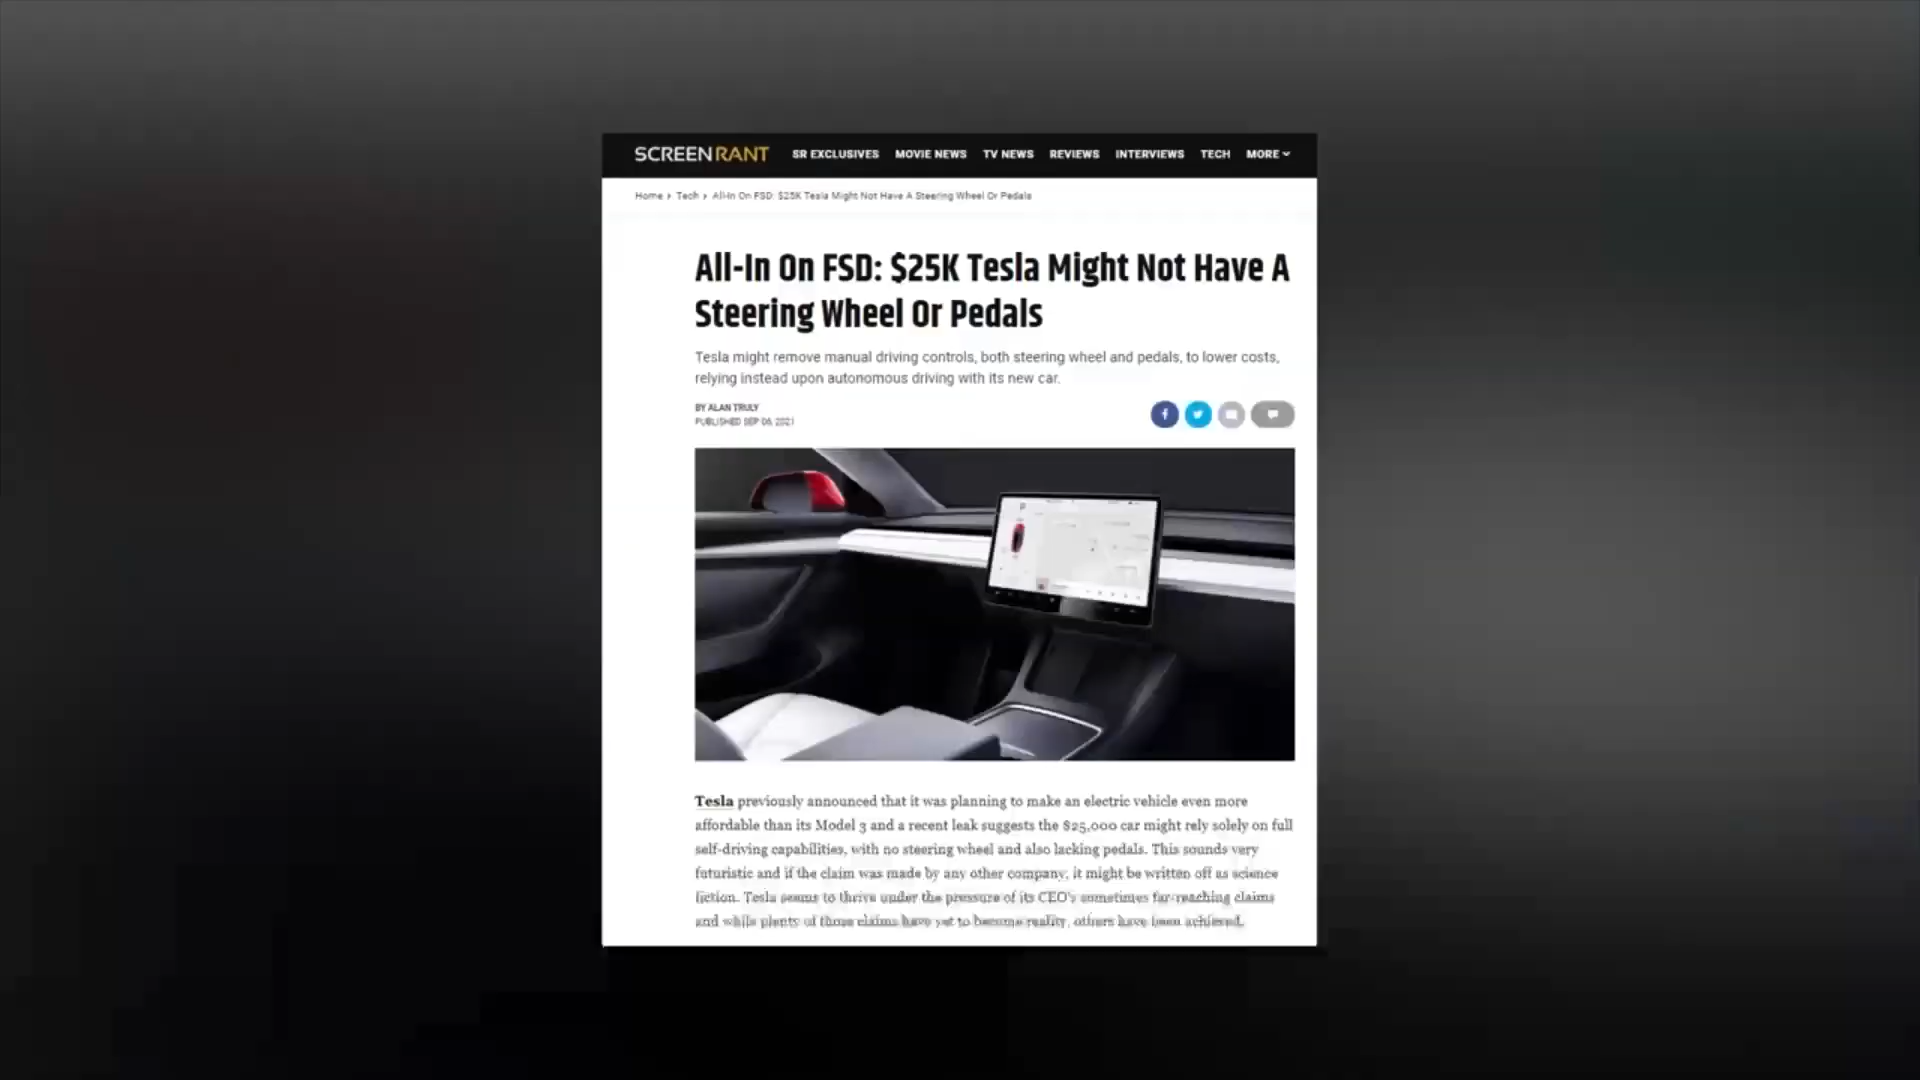 SCREENRANT SR EXCLUSIVES MOVIE NEWS TV NEWS REVIEWS INTERVIEWS TECH MORE
Home › Tech › All-In On FSD: $25K Tesla Might Not Have A Steering Wheel Or Pedals
All-In On FSD: $25K Tesla Might Not Have A
Steering Wheel Or Pedals
Tesla might remove manual driving controls, both steering wheel and pedals, to lower costs,
relying instead upon autonomous driving with its new car.
BY ALAN TRULY
PUBLISHED SEP 06, 2021
Tesla previously announced that it was planning to make an electric vehicle even more
affordable than its Model 3 and a recent leak suggests the $25,000 car might rely solely on full
self-driving capabilities, with no steering wheel and also lacking pedals. This sounds very
futuristic and if the claim was made by any other company, it might be written off as science
fiction. Tesla seems to thrive under the pressure of its CEO's sometimes far-reaching claims
and while plenty of those claims have yet to become reality, others have been achieved.